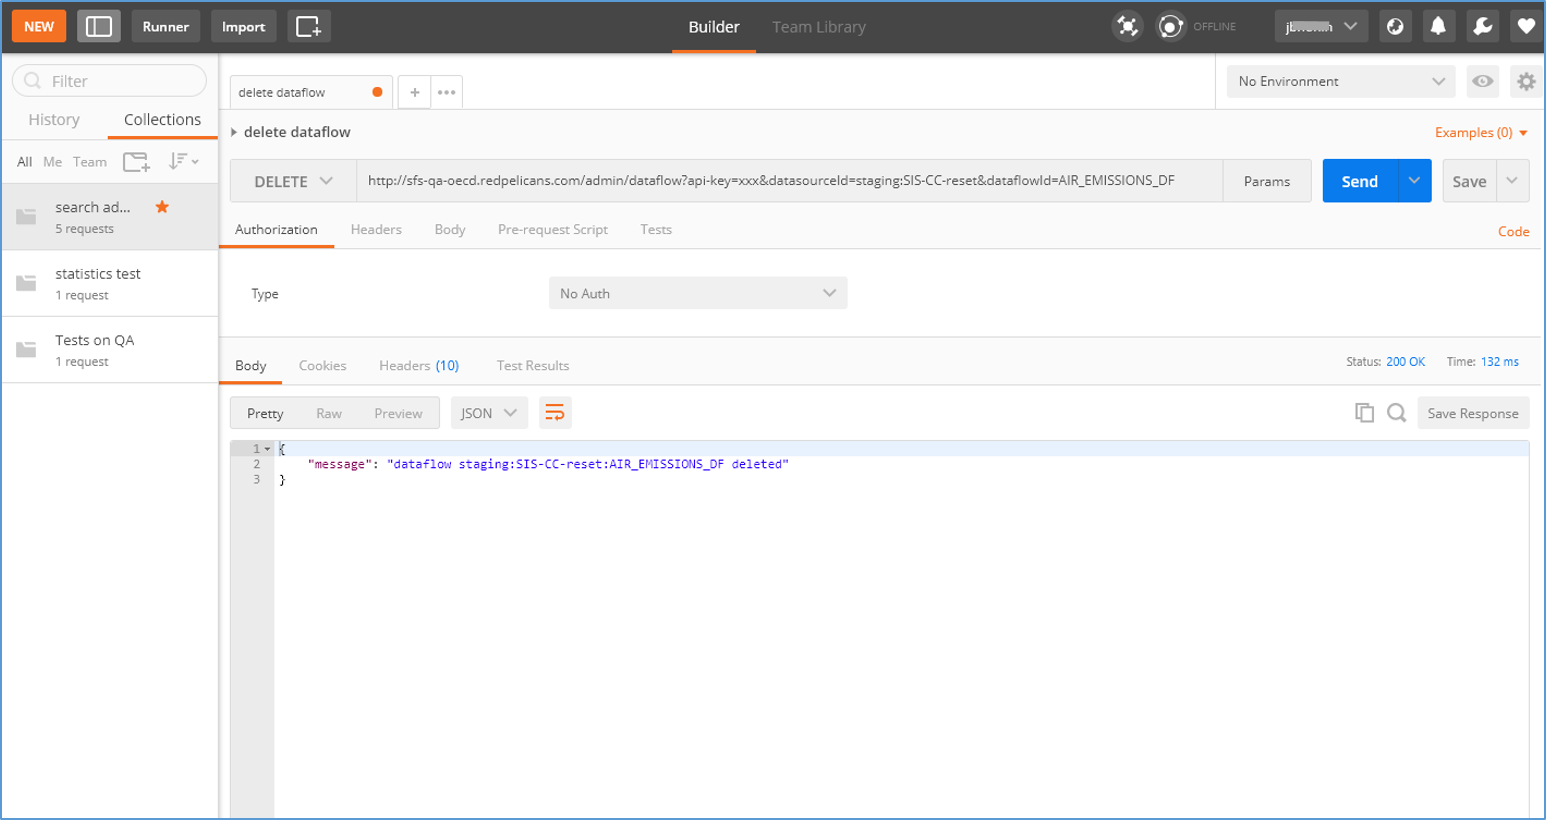 NEW Runner Import Builder Team Library OFFLINE
Filter
delete dataflow + ••• No Environment
History Collections
delete dataflow Examples (0)
All Me Team
DELETE http://sfs-qa-oecd.redpelicans.com/admin/dataflow?api-key=xxx&datasourceId=staging:SIS-CC-reset&dataflowId=AIR_EMISSIONS_DF Params Send Save
search ad...
5 requests
Authorization Headers Body Pre-request Script Tests Code
statistics test
1 request
Type No Auth
Tests on QA
1 request
Body Cookies Headers (10) Test Results Status: 200 OK Time: 132 ms
Pretty Raw Preview JSON Save Response
1 {
2 "message": "dataflow staging:SIS-CC-reset:AIR_EMISSIONS_DF deleted"
3 }